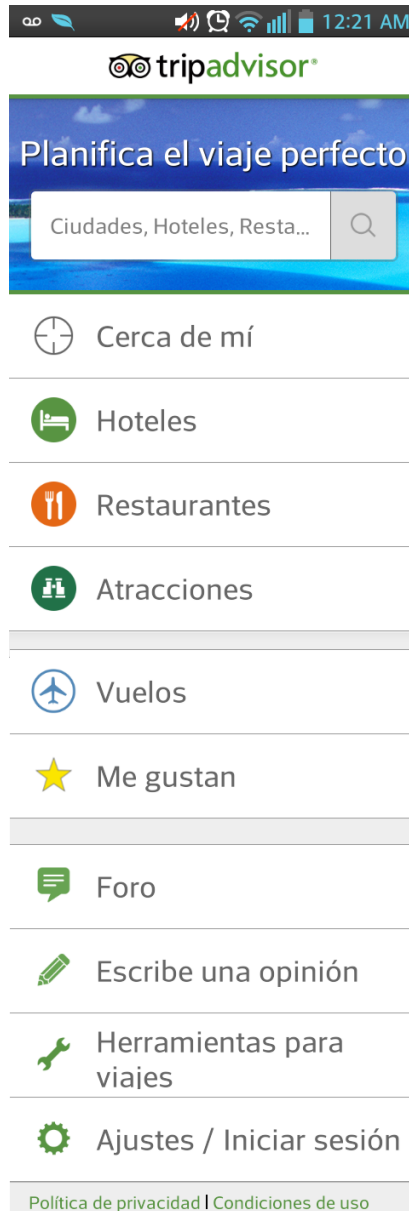 12:21 AM
tripadvisor®
Planifica el viaje perfecto
Ciudades, Hoteles, Resta...
Cerca de mí
Hoteles
Restaurantes
Atracciones
Vuelos
Me gustan
Foro
Escribe una opinión
Herramientas para
viajes
Ajustes / Iniciar sesión
Política de privacidad | Condiciones de uso